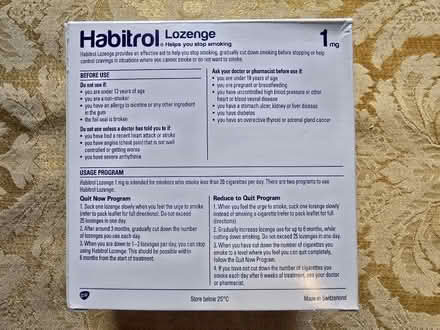 Habitrol Lozenge
Helps you stop smoking
1 mg
Habitrol Lozenge provides an effective aid to help you stop smoking, gradually cut down smoking before stopping or help
control cravings in situations where you cannot smoke or do not want to smoke.
BEFORE USE
Do not use if:
• you are under 12 years of age
• you are a non-smoker
• you have an allergy to nicotine or any other ingredient
in the gum
• the foil seal is broken
Do not use unless a doctor has told you to if:
• you have had a recent heart attack or stroke
• you have angina (chest pain) that is not well
controlled or getting worse
• you have severe arrhythmia
Ask your doctor or pharmacist before use if:
• you are under 18 years of age
• you are pregnant or breastfeeding
• you have uncontrolled high blood pressure or other
heart or blood vessel disease
• you have a stomach ulcer, kidney or liver disease
• you have diabetes
• you have an overactive thyroid or adrenal gland cancer
USAGE PROGRAM
Habitrol Lozenge 1 mg is intended for smokers who smoke less than 20 cigarettes per day. There are two programs to use
Habitrol Lozenge.
Quit Now Program
1. Suck one lozenge slowly when you feel the urge to smoke
(refer to pack leaflet for full directions). Do not exceed
25 lozenges in one day.
2. After around 3 months, gradually cut down the number
of lozenges you use each day.
3. When you are down to 1–2 lozenges per day, you can stop
using Habitrol Lozenge. This should be possible within
6 months from the start of treatment.
Reduce to Quit Program
1. When you feel the urge to smoke, suck one lozenge slowly
instead of smoking a cigarette (refer to pack leaflet for full
directions).
2. Gradually increase lozenge use for up to 6 months, while
cutting down smoking. Do not exceed 25 lozenges in one day.
3. When you have cut down the number of cigarettes you
smoke to a level where you feel you can quit completely,
follow the Quit Now Program.
4. If you have not cut down the number of cigarettes you
smoke each day after 6 weeks of treatment, see your doctor
or pharmacist.
gsk
Store below 25°C
Made in Switzerland